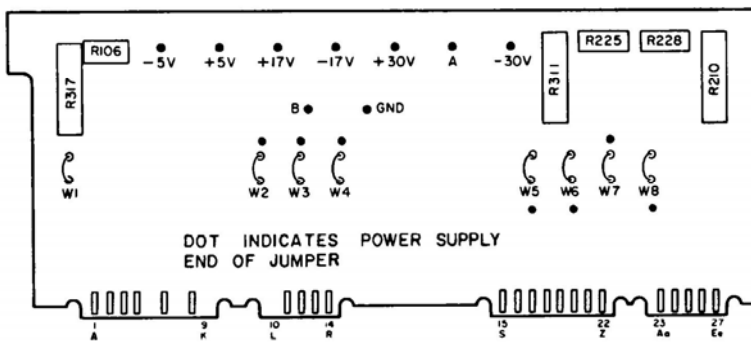 R106
R225
R228
-5V
+5V
+17V
-17V
+30V
A
-30V
R317
R311
R210
B
GND
W1
W2
W3
W4
W5
W6
W7
W8
DOT INDICATES POWER SUPPLY
END OF JUMPER
1
9
10
14
15
22
23
27
A
K
L
R
S
Z
Aa
Ee